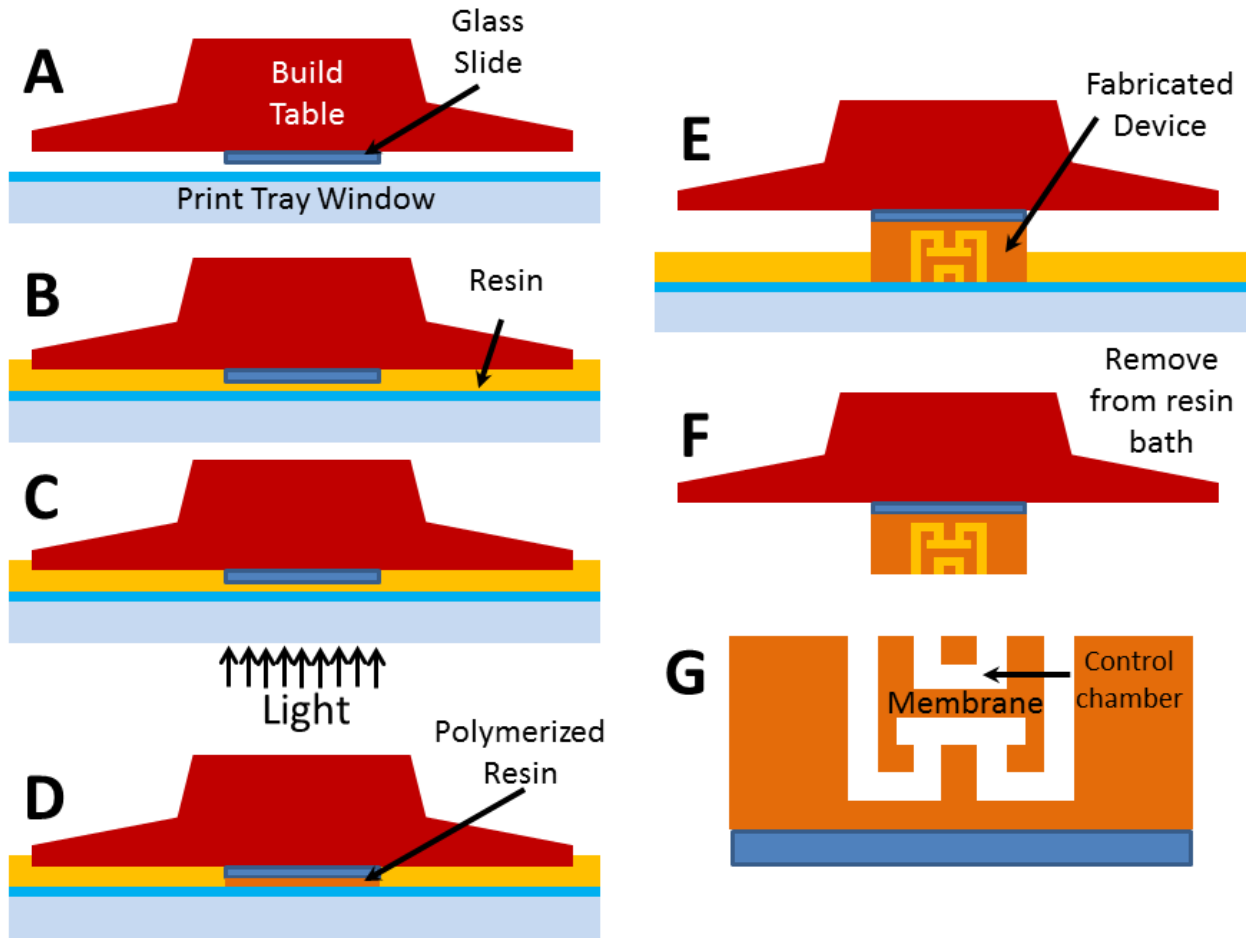 A
Glass
Slide
Build
Table
Print Tray Window
B
Resin
C
Light
D
Polymerized
Resin
E
Fabricated
Device
F
Remove
from resin
bath
G
Control
chamber
Membrane